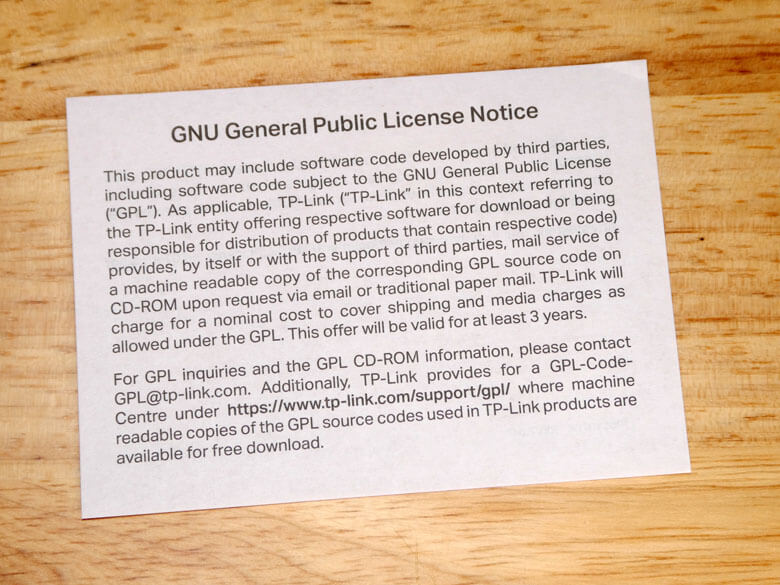 GNU General Public License Notice
This product may include software code developed by third parties,
including software code subject to the GNU General Public License
(“GPL”). As applicable, TP-Link (“TP-Link” in this context referring to
the TP-Link entity offering respective software for download or being
responsible for distribution of products that contain respective code)
provides, by itself or with the support of third parties, mail service of
a machine readable copy of the corresponding GPL source code on
CD-ROM upon request via email or traditional paper mail. TP-Link will
charge for a nominal cost to cover shipping and media charges as
allowed under the GPL. This offer will be valid for at least 3 years.
For GPL inquiries and the GPL CD-ROM information, please contact
GPL@tp-link.com. Additionally, TP-Link provides for a GPL-Code-
Centre under https://www.tp-link.com/support/gpl/ where machine
readable copies of the GPL source codes used in TP-Link products are
available for free download.